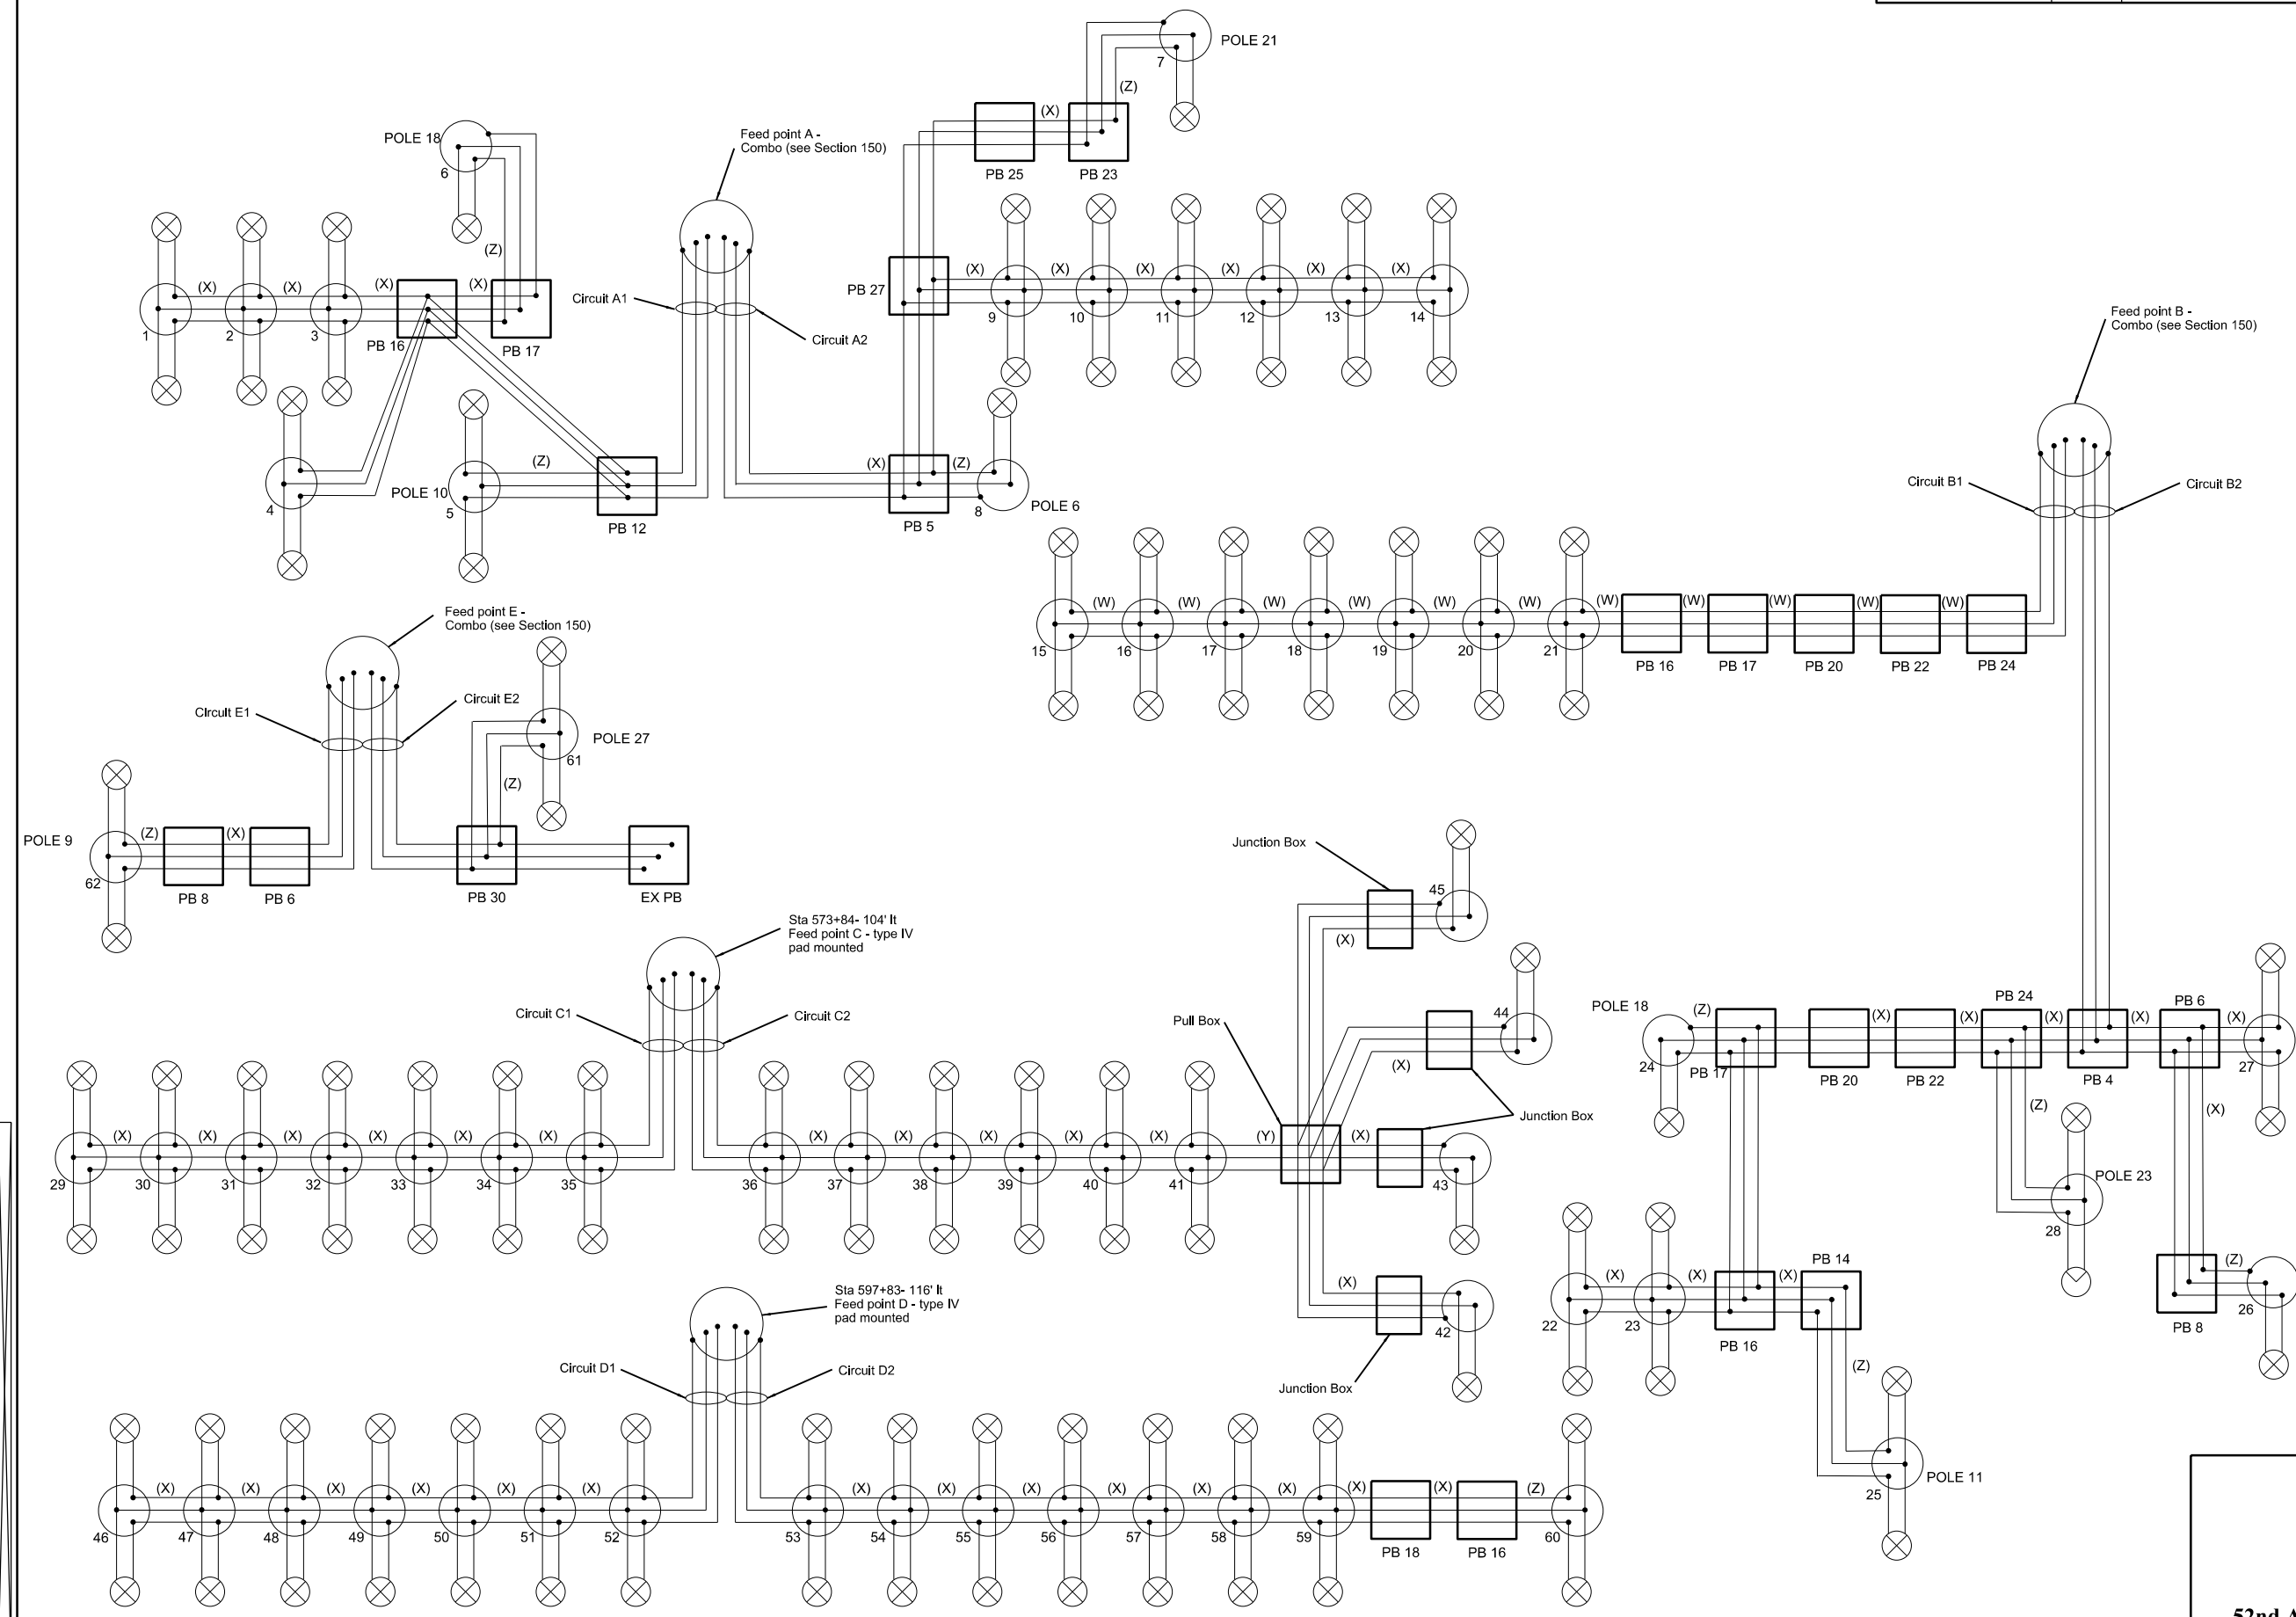 POLE 21
7
(Z)
(X)
PB 25
PB 23
POLE 18
6
(Z)
Feed point A -
Combo (see Section 150)
(X)
(X)
(X)
(X)
1
2
3
PB 16
PB 17
Circuit A1
Circuit A2
PB 27
(X)
(X)
(X)
(X)
(X)
(X)
9
10
11
12
13
14
4
POLE 10
5
(Z)
PB 12
(X)
(Z)
PB 5
8
POLE 6
Feed point B -
Combo (see Section 150)
Circuit B1
Circuit B2
(W)
(W)
(W)
(W)
(W)
(W)
(W)
(W)
(W)
(W)
(W)
15
16
17
18
19
20
21
PB 16
PB 17
PB 20
PB 22
PB 24
Feed point E -
Combo (see Section 150)
Circuit E1
Circuit E2
POLE 27
61
(Z)
POLE 9
(Z)
(X)
62
PB 8
PB 6
PB 30
EX PB
Junction Box
45
(X)
Sta 573+84- 104' lt
Feed point C - type IV
pad mounted
Circuit C1
Circuit C2
Pull Box
44
(X)
Junction Box
(X)
(X)
(X)
(X)
(X)
(X)
(X)
(X)
(X)
(X)
(X)
(Y)
(X)
29
30
31
32
33
34
35
36
37
38
39
40
41
43
(X)
42
Junction Box
POLE 18
(Z)
24
PB 17
PB 20
(X)
PB 22
(X)
PB 24
(X)
PB 4
(X)
PB 6
(X)
27
(Z)
(X)
POLE 23
28
(Z)
PB 8
26
(X)
(X)
(X)
PB 14
22
23
PB 16
(Z)
POLE 11
25
Sta 597+83- 116' lt
Feed point D - type IV
pad mounted
Circuit D1
Circuit D2
(X)
(X)
(X)
(X)
(X)
(X)
(X)
(X)
(X)
(X)
(X)
(X)
(X)
(X)
(Z)
46
47
48
49
50
51
52
53
54
55
56
57
58
59
PB 18
PB 16
60
52nd A